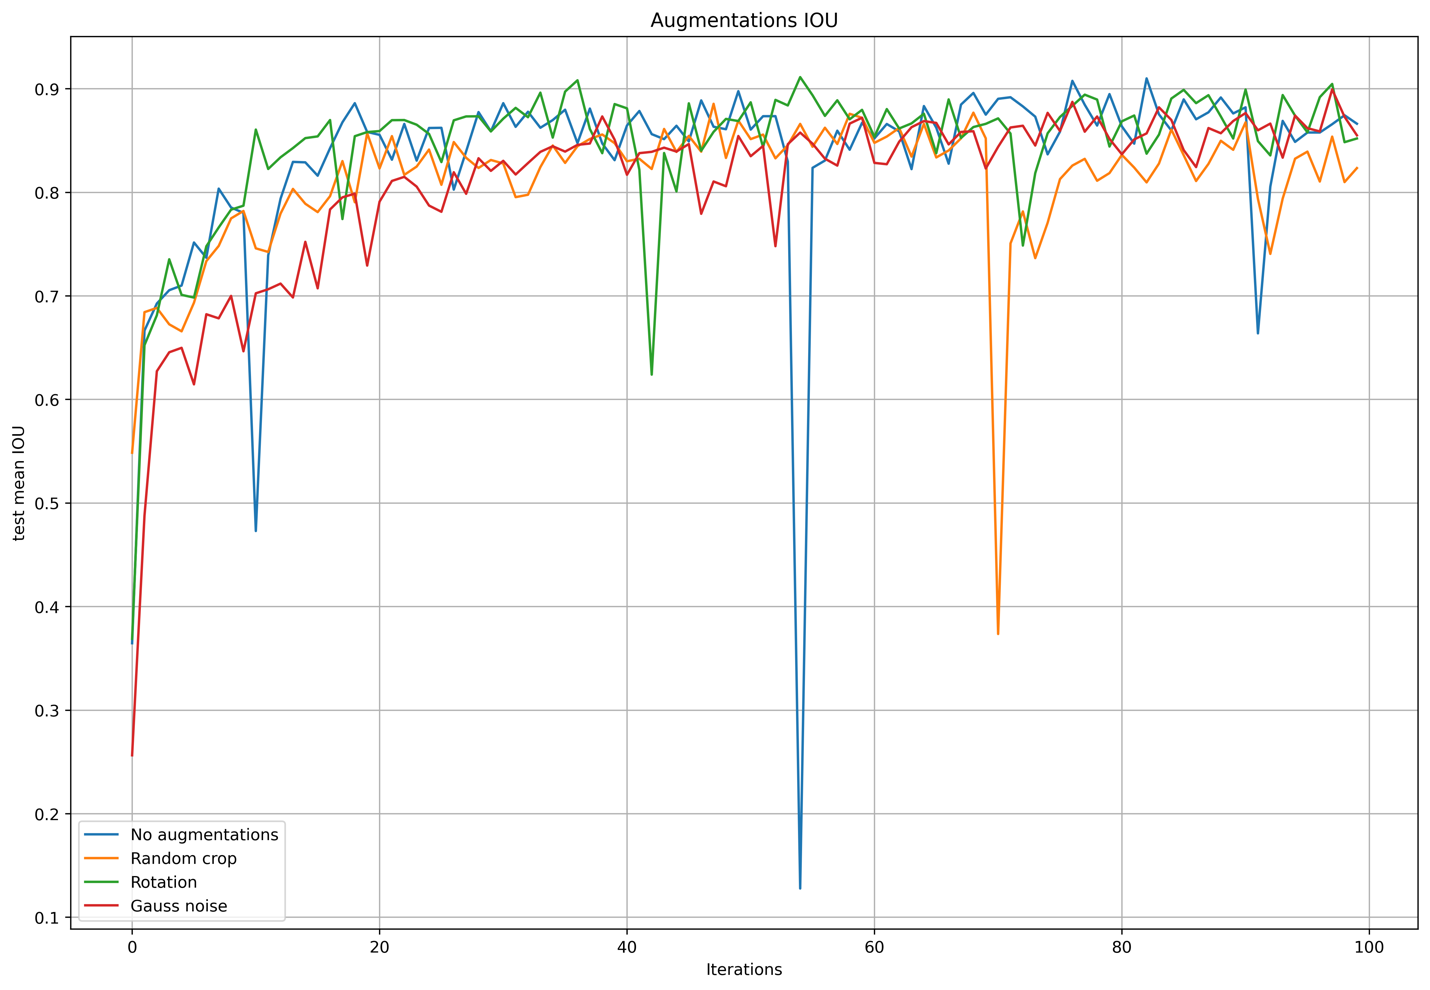 Augmentations IOU
test mean IOU
0.9
0.8
0.7
0.6
0.5
0.4
0.3
0.2
0.1
No augmentations
Random crop
Rotation
Gauss noise
0 20 40 60 80 100
Iterations